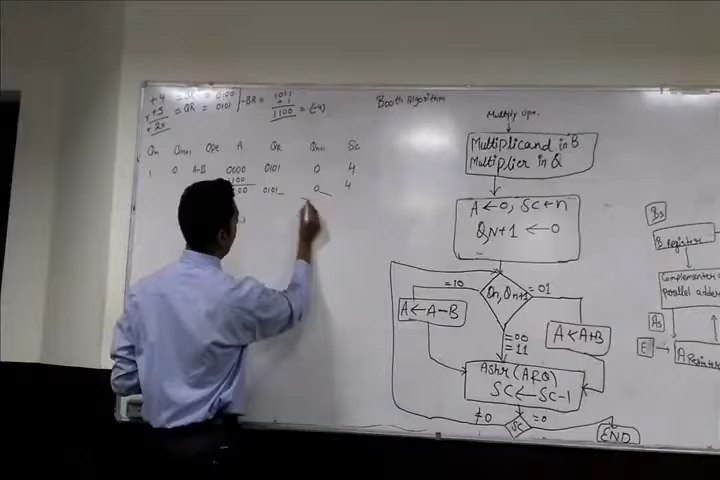 +4 = BR = 0100 -BR = 1011
x +5 = QR = 0101 +1
+20 1100 = (-4)
Booth Algorithm
Qn Qn+1 Ope A QR Qn+1 SC
1 0 A-B 0000 0101 0 4
1100
0101 0 4
Multiply Ope.
Multiplicand in B
Multiplier in Q
A ← 0, SC ← n
Qn+1 ← 0
Qn, Qn+1
=10
=01
A ← A-B
A ← A+B
=00
=11
Ashr (ARQ)
SC ← SC-1
SC
≠0
=0
END
Bs
B Register
Complementer
Parallel adder
As
E
A Register